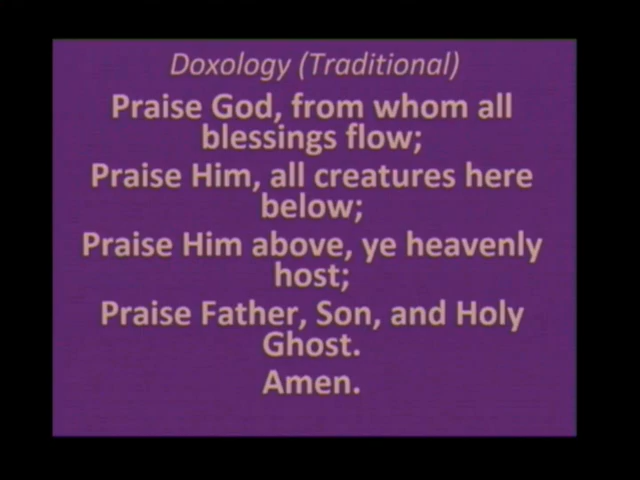 Doxology (Traditional)
Praise God, from whom all
blessings flow;
Praise Him, all creatures here
below;
Praise Him above, ye heavenly
host;
Praise Father, Son, and Holy
Ghost.
Amen.